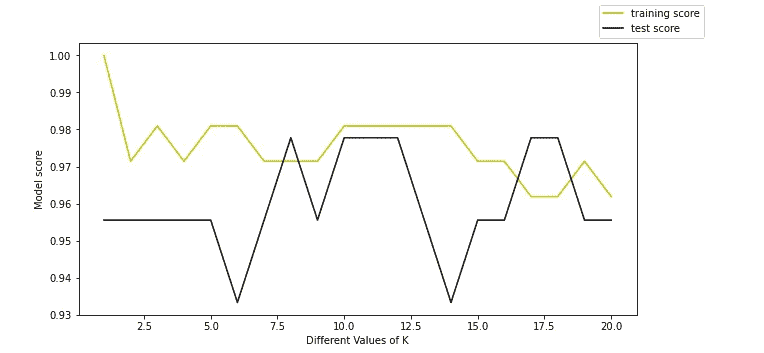 training score
test score
1.00
0.99
0.98
0.97
0.96
0.95
0.94
0.93
Model score
2.5 5.0 7.5 10.0 12.5 15.0 17.5 20.0
Different Values of K